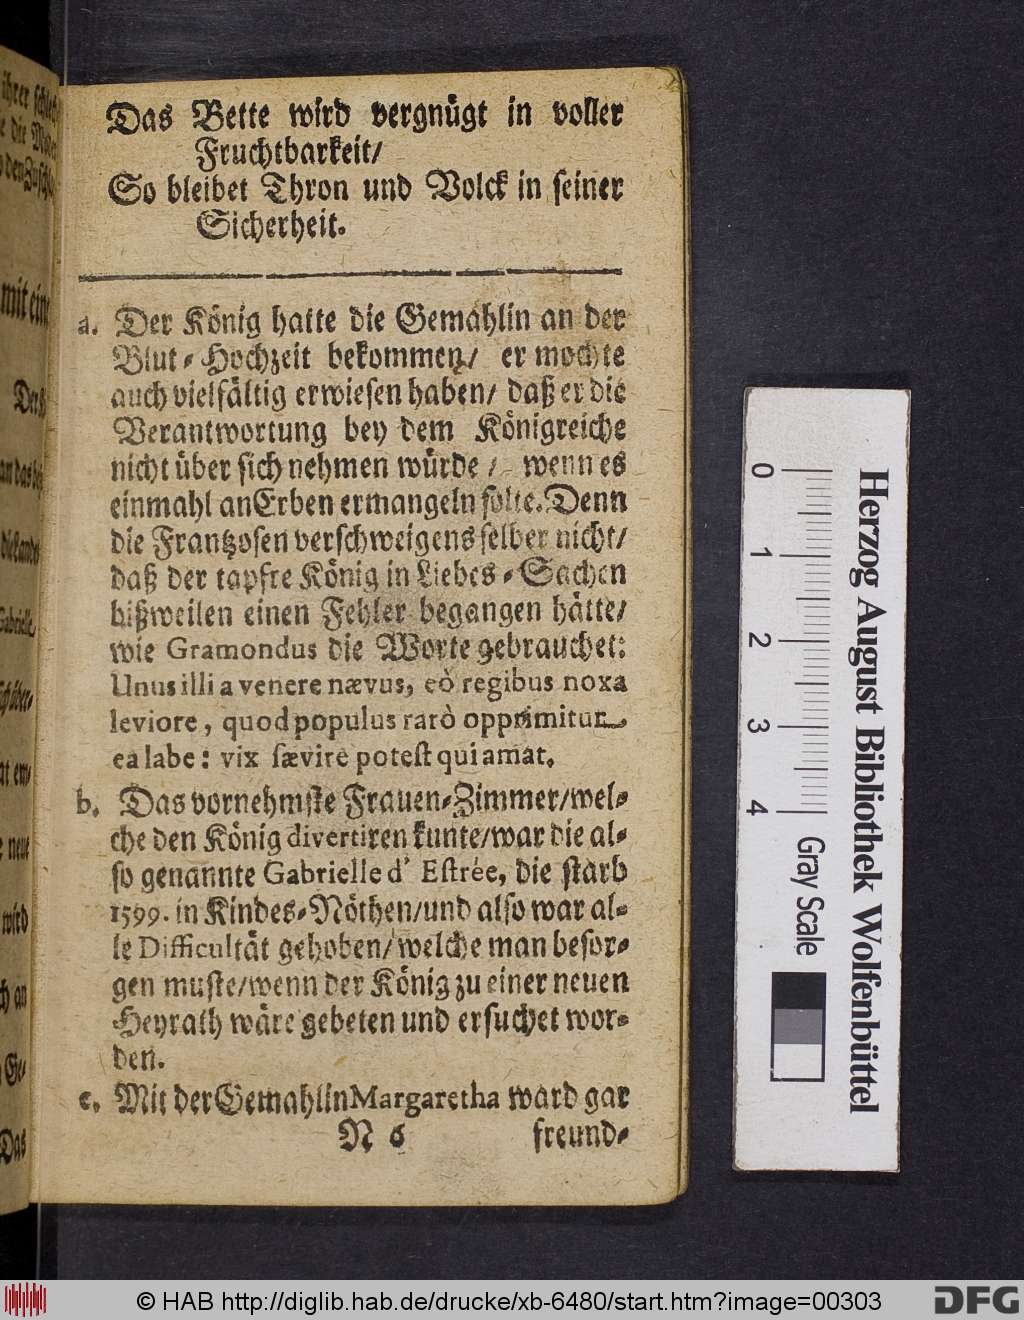 Das Bette wird vergnügt in voller
Fruchtbarkeit/
So bleibet Thron und Volck in seiner
Sicherheit.
a. Der König hatte die Gemahlin an der
Blut-Hochzeit bekommen/ er mochte
auch vielfältig erwiesen haben/ daß er die
Verantwortung bey dem Königreiche
nicht über sich nehmen würde / wenn es
einmahl an Erben ermangeln solte. Denn
die Frantzosen verschweigens selber nicht/
daß der tapfre König in Liebes-Sachen
bißweilen einen Fehler begangen hätte/
wie Gramondus die Worte gebrauchet:
Unus illi a venere nævus, eò regibus noxa
leviore, quod populus rarò opprimitur
ea labe: vix sævire potest qui amat.
b. Das vornehmste Frauen-Zimmer/wel-
che den König divertiren kunte/war die al-
so genannte Gabrielle d' Estrée, die starb
1599. in Kindes-Nöthen/und also war al-
le Difficultät gehoben/welche man besor-
gen muste/wenn der König zu einer neuen
Heyrath wäre gebeten und ersuchet wor-
den.
c. Mit der Gemahlin Margaretha ward gar
N 6 freund-
Herzog August Bibliothek Wolfenbüttel
0 1 2 3 4 Gray Scale
© HAB http://diglib.hab.de/drucke/xb-6480/start.htm?image=00303
DFG